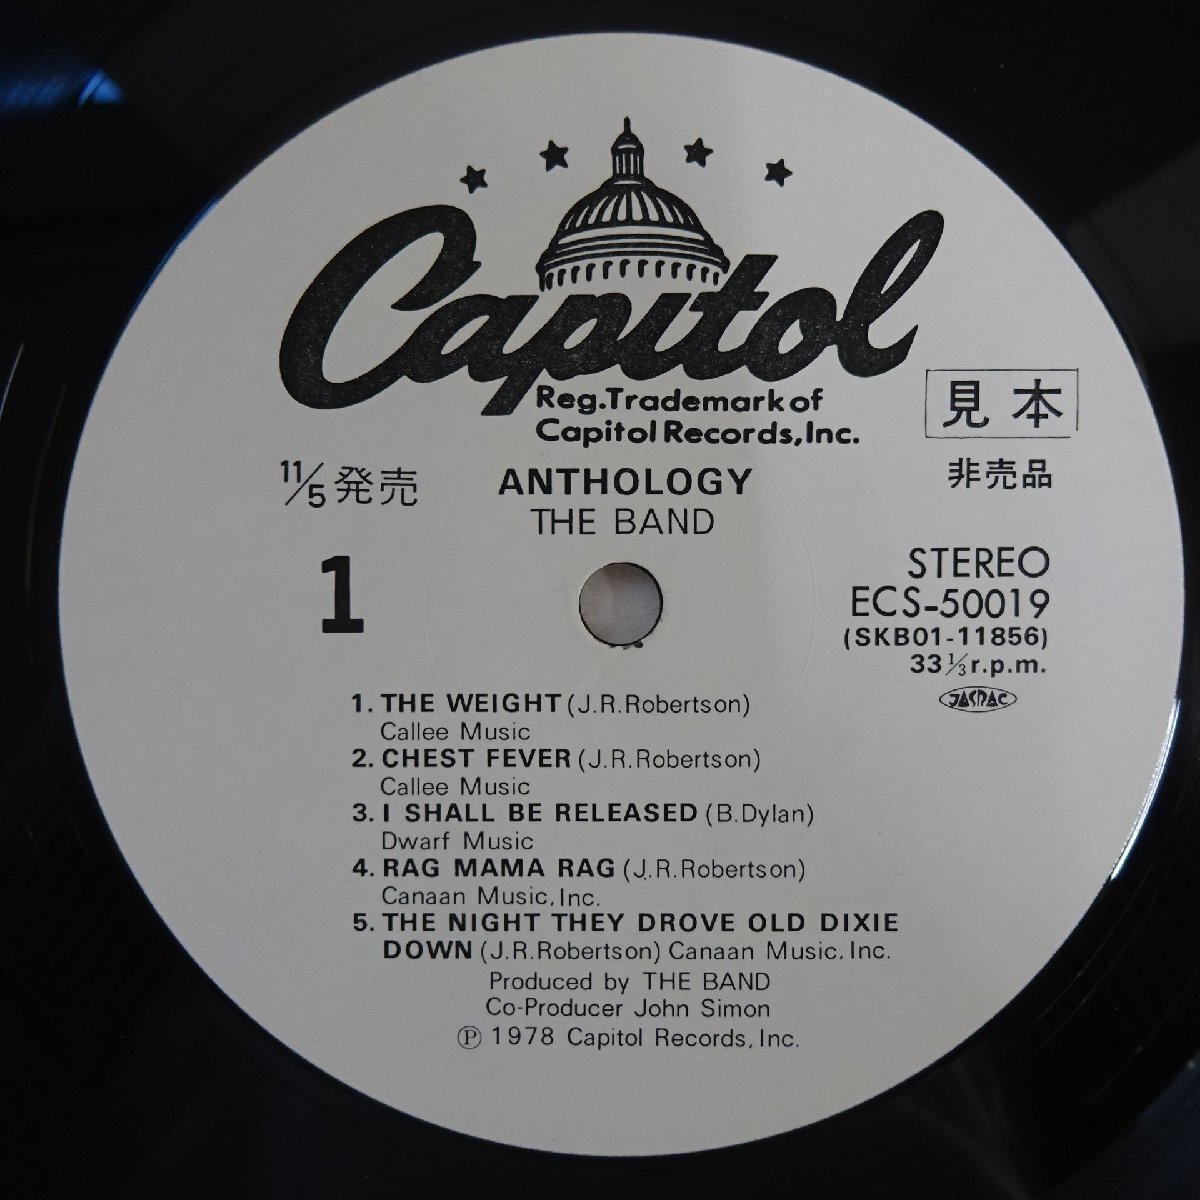 Capitol
Reg.Trademark of
Capitol Records,Inc.
見本
非売品
11/5発売
ANTHOLOGY
THE BAND
1
STEREO
ECS-50019
(SKB01-11856)
33⅓r.p.m.
JASRAC
1. THE WEIGHT (J.R.Robertson)
Callee Music
2. CHEST FEVER (J.R.Robertson)
Callee Music
3. I SHALL BE RELEASED (B.Dylan)
Dwarf Music
4. RAG MAMA RAG (J.R.Robertson)
Canaan Music,Inc.
5. THE NIGHT THEY DROVE OLD DIXIE
DOWN (J.R.Robertson) Canaan Music,Inc.
Produced by THE BAND
Co-Producer John Simon
Ⓟ 1978 Capitol Records,Inc.